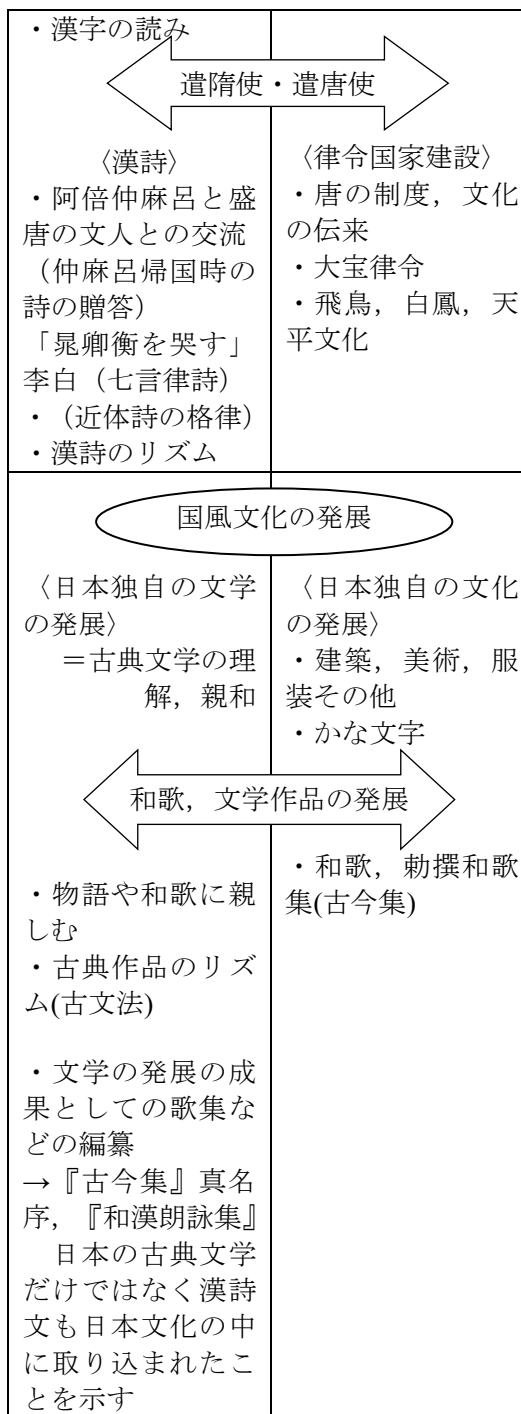 ・漢字の読み
遣隋使・遣唐使
〈漢詩〉
・阿倍仲麻呂と盛
唐の文人との交流
（仲麻呂帰国時の
詩の贈答）
「晁卿衡を哭す」
李白（七言律詩）
・（近体詩の格律）
・漢詩のリズム
〈律令国家建設〉
・唐の制度，文化
の伝来
・大宝律令
・飛鳥，白鳳，天
平文化
国風文化の発展
〈日本独自の文学
の発展〉
＝古典文学の理
解，親和
〈日本独自の文化
の発展〉
・建築，美術，服
装その他
・かな文字
和歌，文学作品の発展
・物語や和歌に親
しむ
・古典作品のリズ
ム(古文法)
・文学の発展の成
果としての歌集な
どの編纂
→『古今集』真名
序，『和漢朗詠集』
日本の古典文学
だけではなく漢詩
文も日本文化の中
に取り込まれたこ
とを示す
・和歌，勅撰和歌
集(古今集)